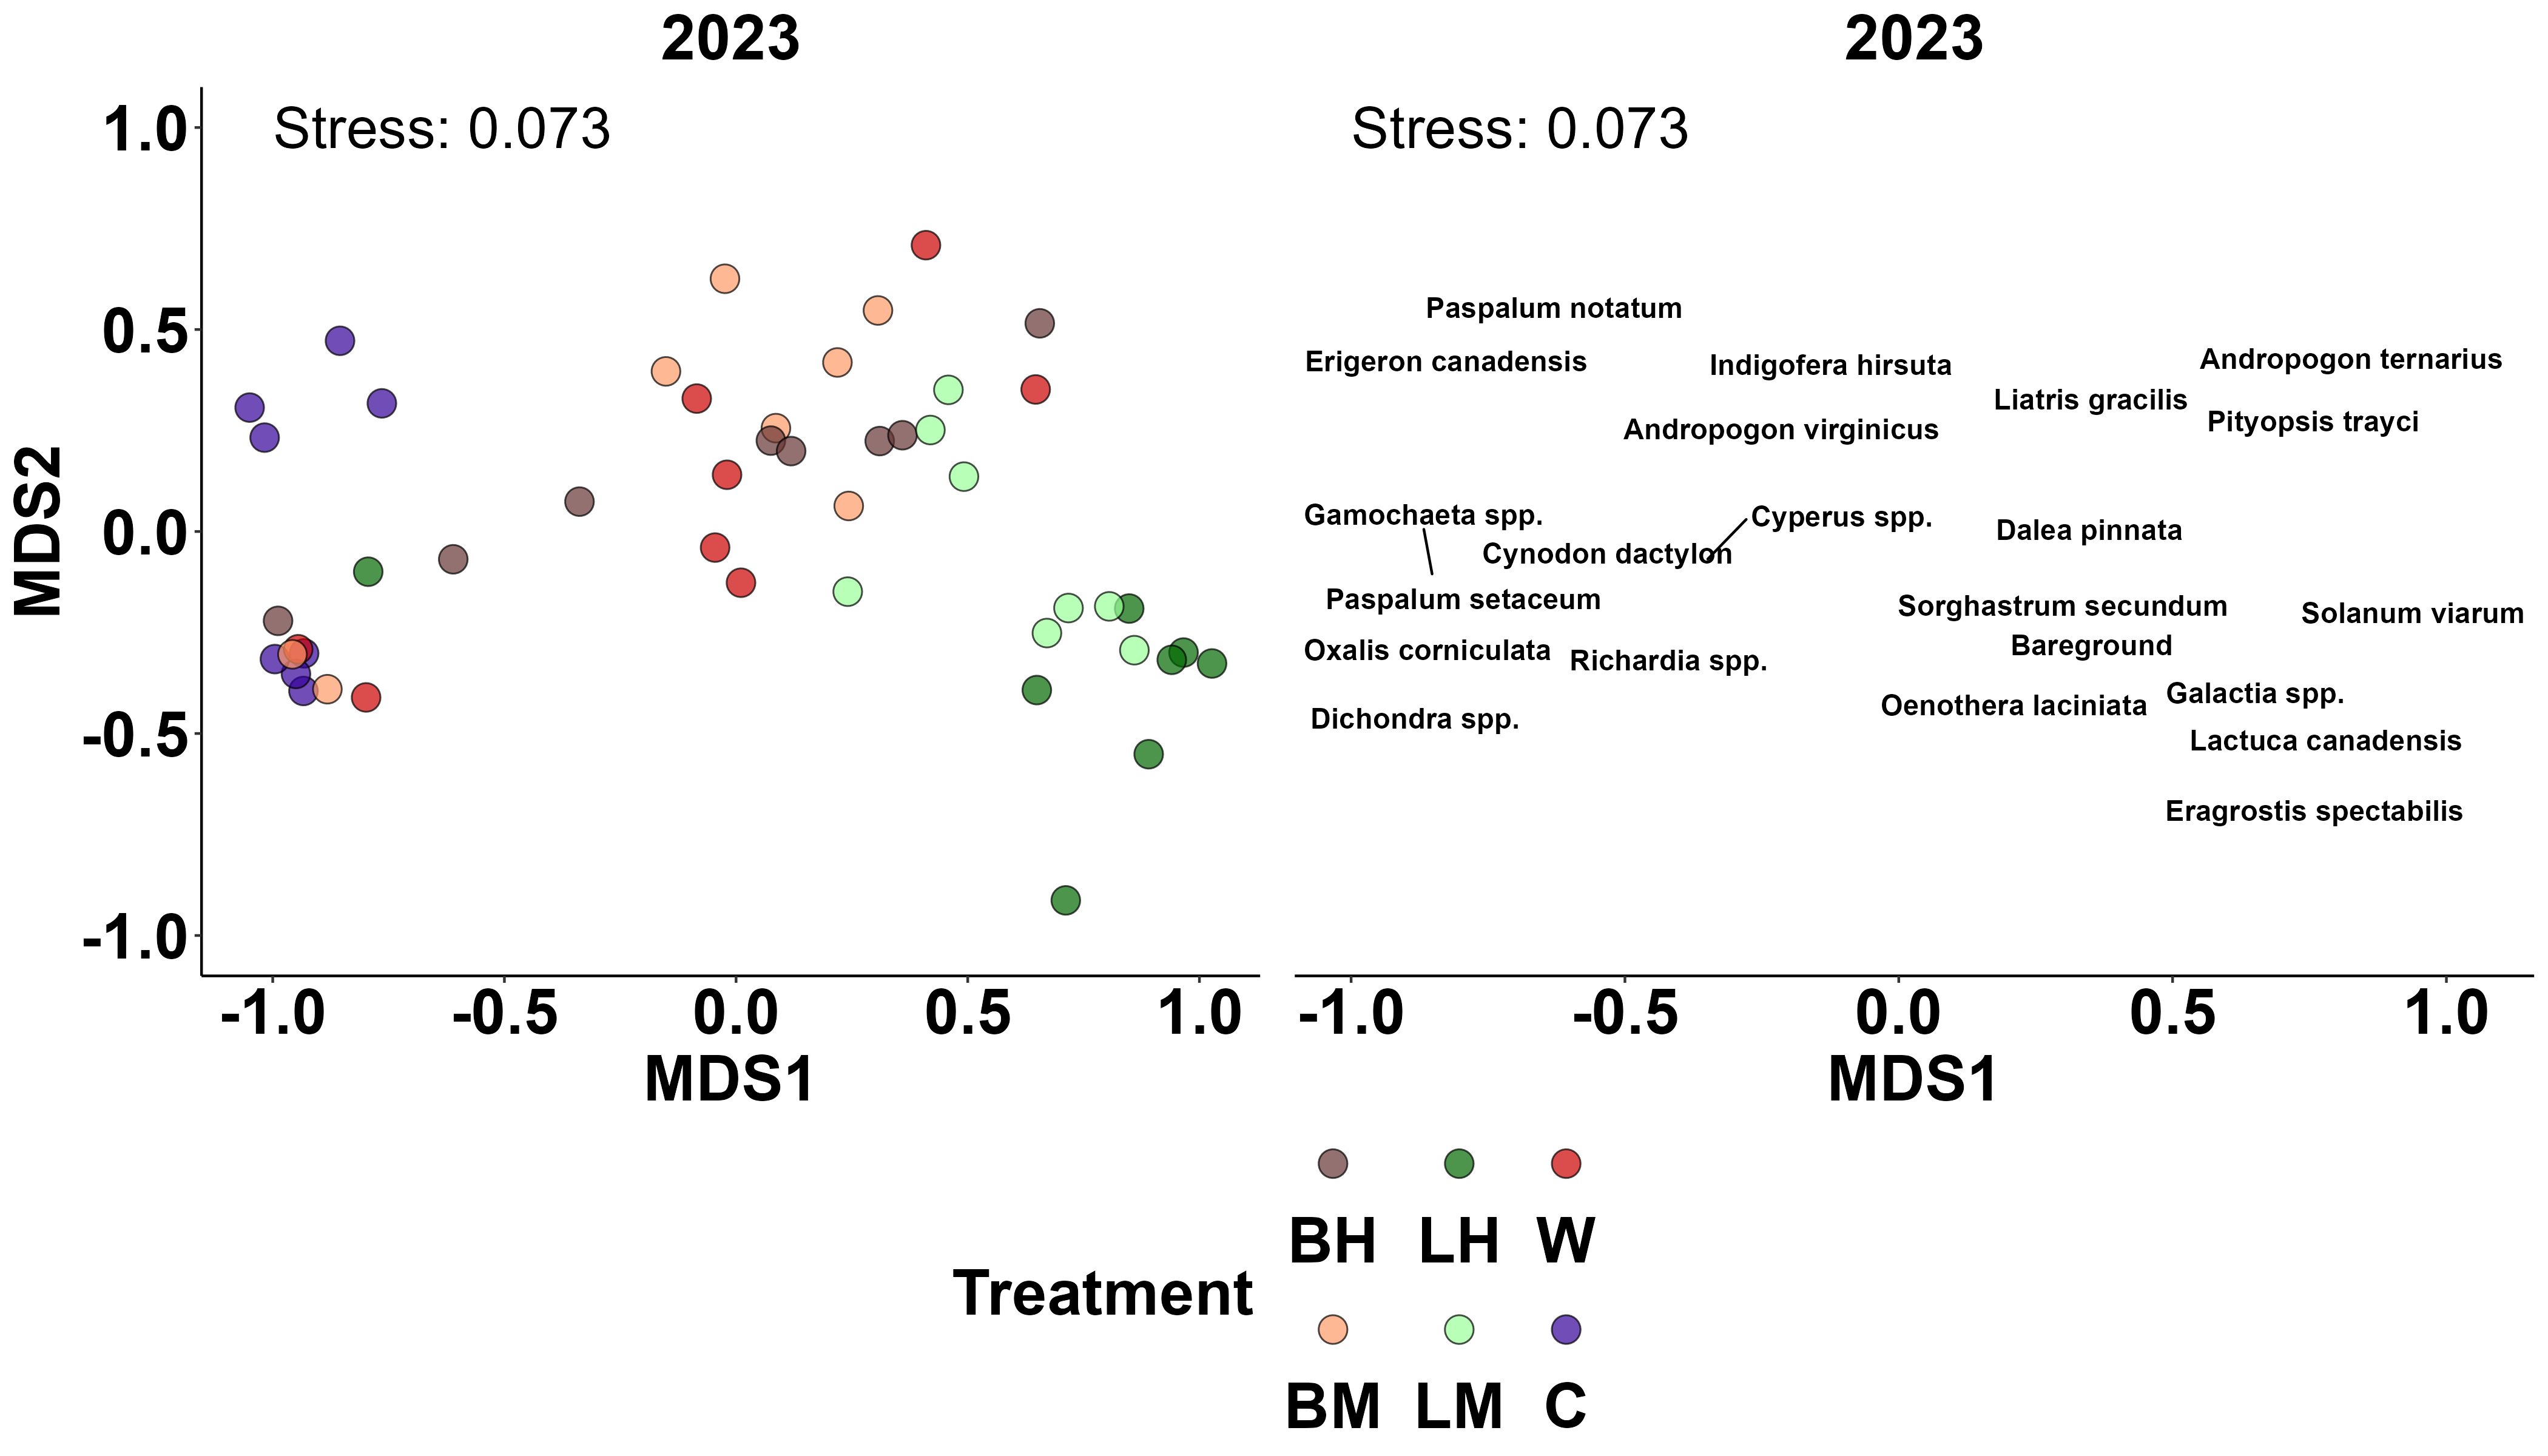 2023
2023
Stress: 0.073
Stress: 0.073
MDS2
1.0
0.5
0.0
-0.5
-1.0
Paspalum notatum
Erigeron canadensis
Indigofera hirsuta
Andropogon ternarius
Liatris gracilis
Pityopsis trayci
Andropogon virginicus
Gamochaeta spp.
Cyperus spp.
Dalea pinnata
Cynodon dactylon
Paspalum setaceum
Sorghastrum secundum
Solanum viarum
Bareground
Oxalis corniculata
Richardia spp.
Galactia spp.
Oenothera laciniata
Dichondra spp.
Lactuca canadensis
Eragrostis spectabilis
-1.0 -0.5 0.0 0.5 1.0
-1.0 -0.5 0.0 0.5 1.0
MDS1
MDS1
Treatment
BH LH W
BM LM C